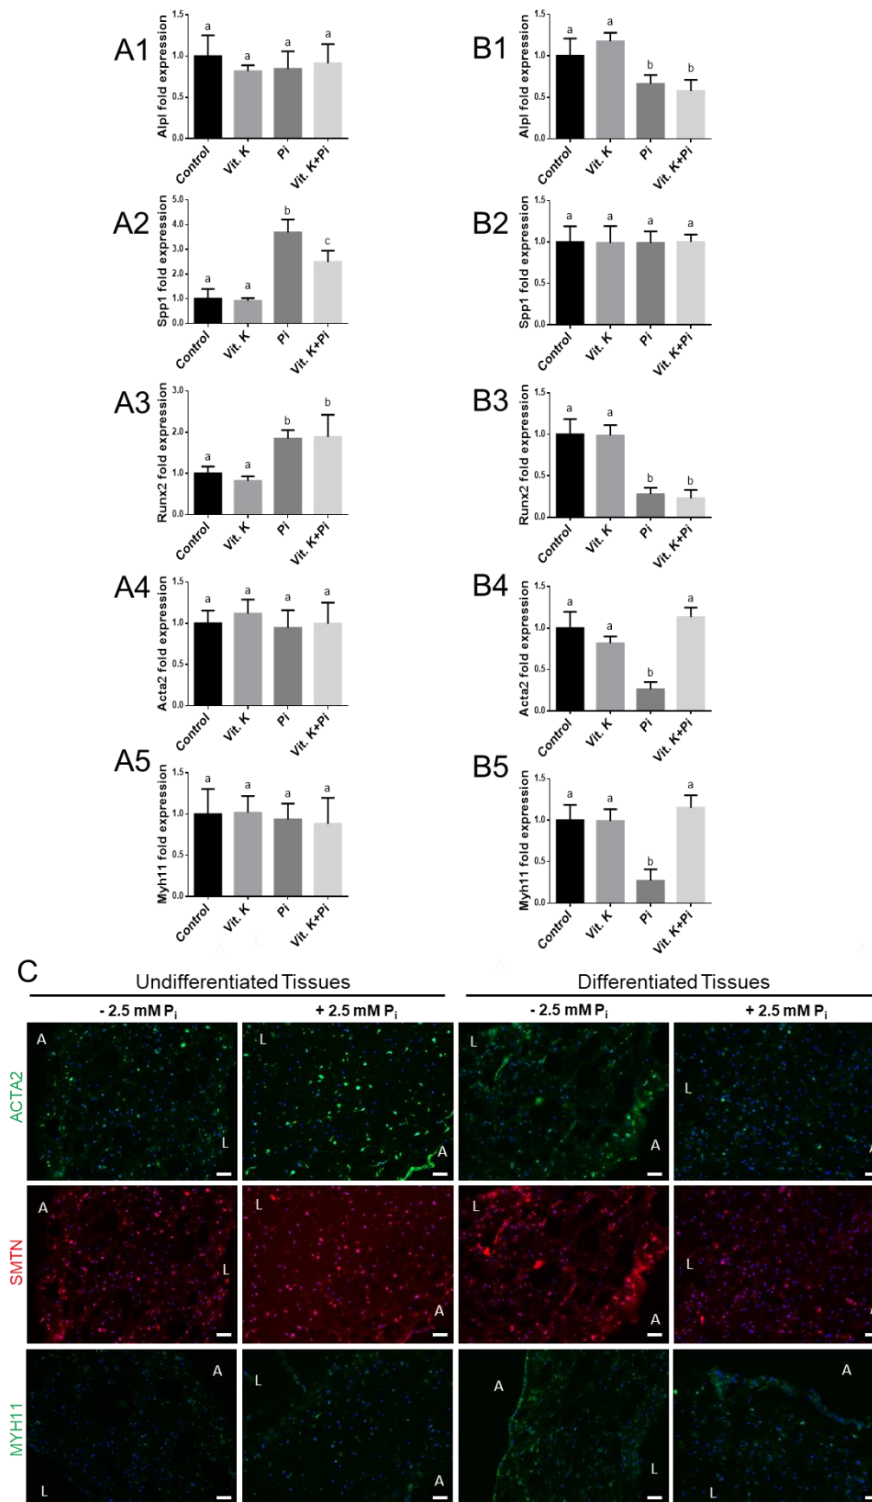 A1
Alpl fold expression
1.5
1.0
0.5
0.0
a
a
a
a
Control
Vit. K
Pi
Vit. K+Pi
B1
Alpl fold expression
1.5
1.0
0.5
0.0
a
a
b
b
Control
Vit. K
Pi
Vit. K+Pi
A2
Spp1 fold expression
5.0
4.0
3.0
2.0
1.0
0.0
a
a
b
c
Control
Vit. K
Pi
Vit. K+Pi
B2
Spp1 fold expression
1.5
1.0
0.5
0.0
a
a
a
a
Control
Vit. K
Pi
Vit. K+Pi
A3
Runx2 fold expression
3.0
2.0
1.0
0.0
a
a
b
b
Control
Vit. K
Pi
Vit. K+Pi
B3
Runx2 fold expression
1.5
1.0
0.5
0.0
a
a
b
b
Control
Vit. K
Pi
Vit. K+Pi
A4
Acta2 fold expression
1.5
1.0
0.5
0.0
a
a
a
a
Control
Vit. K
Pi
Vit. K+Pi
B4
Acta2 fold expression
1.5
1.0
0.5
0.0
a
a
b
a
Control
Vit. K
Pi
Vit. K+Pi
A5
Myh11 fold expression
1.5
1.0
0.5
0.0
a
a
a
a
Control
Vit. K
Pi
Vit. K+Pi
B5
Myh11 fold expression
1.5
1.0
0.5
0.0
a
a
b
a
Control
Vit. K
Pi
Vit. K+Pi
C
Undifferentiated Tissues
Differentiated Tissues
- 2.5 mM Pi
+ 2.5 mM Pi
- 2.5 mM Pi
+ 2.5 mM Pi
ACTA2
A
L
L
A
L
A
L
A
SMTN
A
L
L
A
L
A
L
A
MYH11
A
L
L
A
A
L
A
L